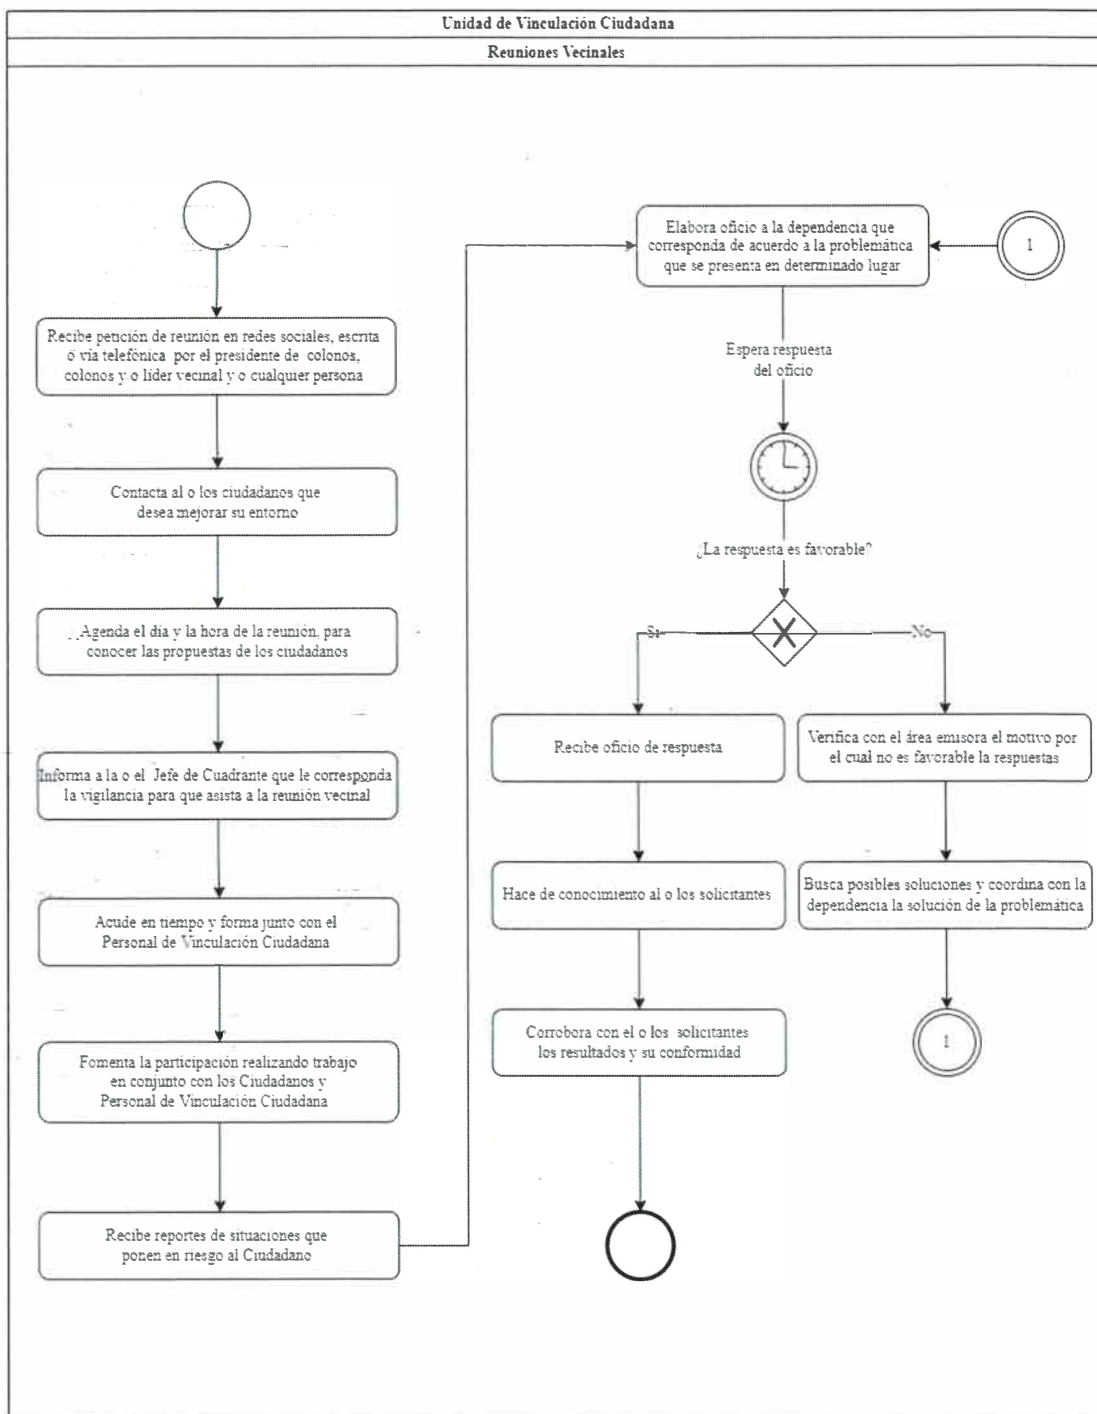 Unidad de Vinculación Ciudadana
Reuniones Vecinales
Recibe petición de reunión en redes sociales, escrita
o vía telefónica por el presidente de colonos,
colonos y o líder vecinal y o cualquier persona
Contacta al o los ciudadanos que
desea mejorar su entorno
Agenda el día y la hora de la reunión, para
conocer las propuestas de los ciudadanos
Informa a la o el Jefe de Cuadrante que le corresponda
la vigilancia para que asista a la reunión vecinal
Acude en tiempo y forma junto con el
Personal de Vinculación Ciudadana
Fomenta la participación realizando trabajo
en conjunto con los Ciudadanos y
Personal de Vinculación Ciudadana
Recibe reportes de situaciones que
ponen en riesgo al Ciudadano
Elabora oficio a la dependencia que
corresponda de acuerdo a la problemática
que se presenta en determinado lugar
1
Espera respuesta
del oficio
¿La respuesta es favorable?
Si
No
Recibe oficio de respuesta
Hace de conocimiento al o los solicitantes
Corrobora con el o los solicitantes
los resultados y su conformidad
Verifica con el área emisora el motivo por
el cual no es favorable la respuestas
Busca posibles soluciones y coordina con la
dependencia la solución de la problemática
1